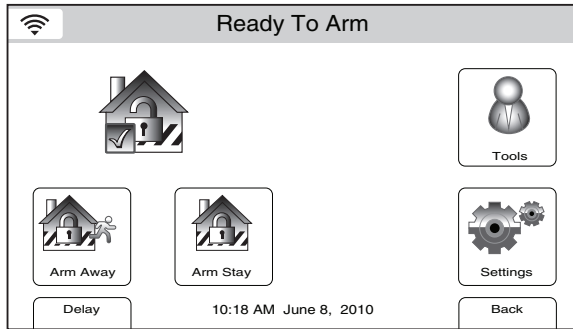 Ready To Arm
Tools
Arm Away
Arm Stay
Settings
Delay
10:18 AM June 8, 2010
Back